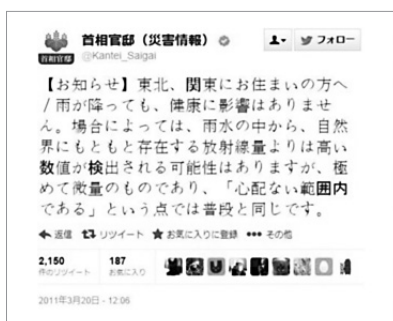 首相官邸（災害情報）
フォロー
首相官邸
@Kantei_Saigai
【お知らせ】東北、関東にお住まいの方へ
/ 雨が降っても、健康に影響はありませ
ん。場合によっては、雨水の中から、自然
界にもともと存在する放射線量よりは高い
数値が検出される可能性はありますが、極
めて微量のものであり、「心配ない範囲内
である」という点では普段と同じです。
返信 リツイート お気に入りに登録 その他
2,150 187
件のリツイート お気に入り
2011年3月20日 - 12:06